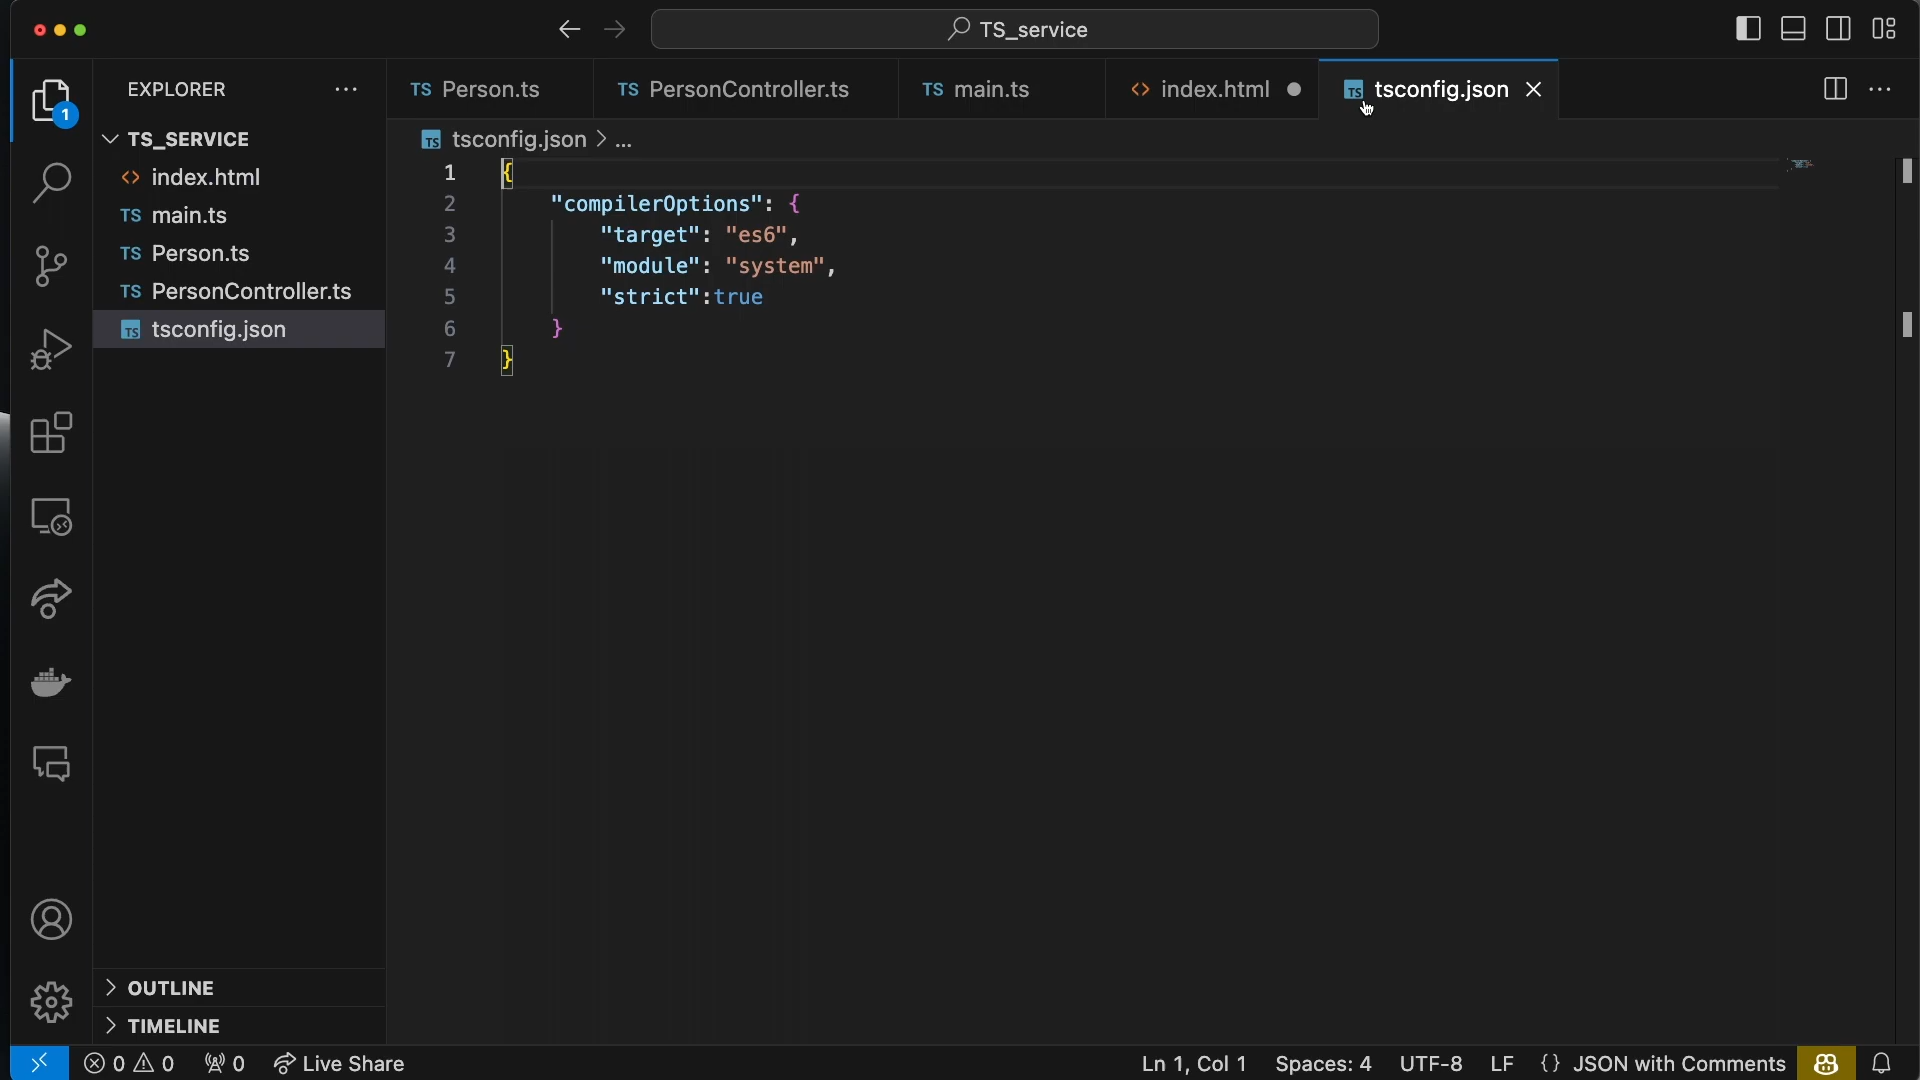 TS_service
EXPLORER
TS Person.ts
TS PersonController.ts
TS main.ts
<> index.html
TS tsconfig.json
1
TS_SERVICE
TS tsconfig.json > ...
<> index.html
TS main.ts
TS Person.ts
TS PersonController.ts
TS tsconfig.json
1 {
2 "compilerOptions": {
3 "target": "es6",
4 "module": "system",
5 "strict":true
6 }
7 }
OUTLINE
TIMELINE
0 0 0 Live Share Ln 1, Col 1 Spaces: 4 UTF-8 LF {} JSON with Comments